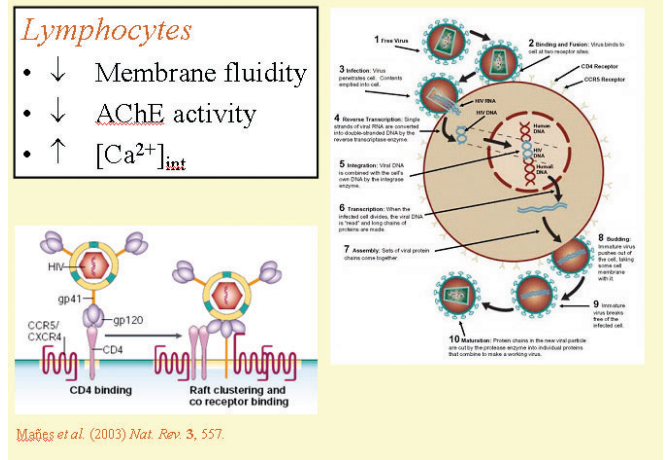 Lymphocytes
• ↓ Membrane fluidity
• ↓ AChE activity
• ↑ [Ca²⁺]int
HIV
gp41
gp120
CCR5/
CXCR4
CD4
CD4 binding
Raft clustering and
co receptor binding
Mañes et al. (2003) Nat. Rev. 3, 557.
1 Free Virus
2 Binding and Fusion: Virus binds to
cell at two receptor sites.
CD4 Receptor
CCR5 Receptor
3 Infection: Virus
penetrates cell. Contents
emptied into cell.
HIV RNA
HIV DNA
4 Reverse Transcription: Single
strands of viral RNA are converted
into double-stranded DNA by the
reverse transcriptase enzyme.
Human
DNA
HIV
DNA
Human
DNA
5 Integration: Viral DNA
is combined with the cell's
own DNA by the integrase
enzyme.
6 Transcription: When the
infected cell divides, the viral DNA
is "read" and long chains of
proteins are made.
7 Assembly: Sets of viral protein
chains come together.
8 Budding:
Immature virus
pushes out of
the cell, taking
some cell
membrane
with it.
9 Immature
virus breaks
free of the
infected cell.
10 Maturation: Protein chains in the new viral particle
are cut by the protease enzyme into individual proteins
that combine to make a working virus.